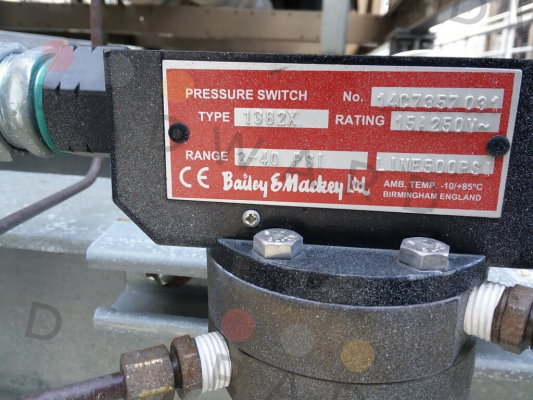 PRESSURE SWITCH No. 14C7357 031
TYPE 1382X RATING 15A250V~
RANGE 2-40 PSI LINE500PSI
CE Bailey & Mackey Ltd. AMB, TEMP. -10/+85°C
BIRMINGHAM ENGLAND